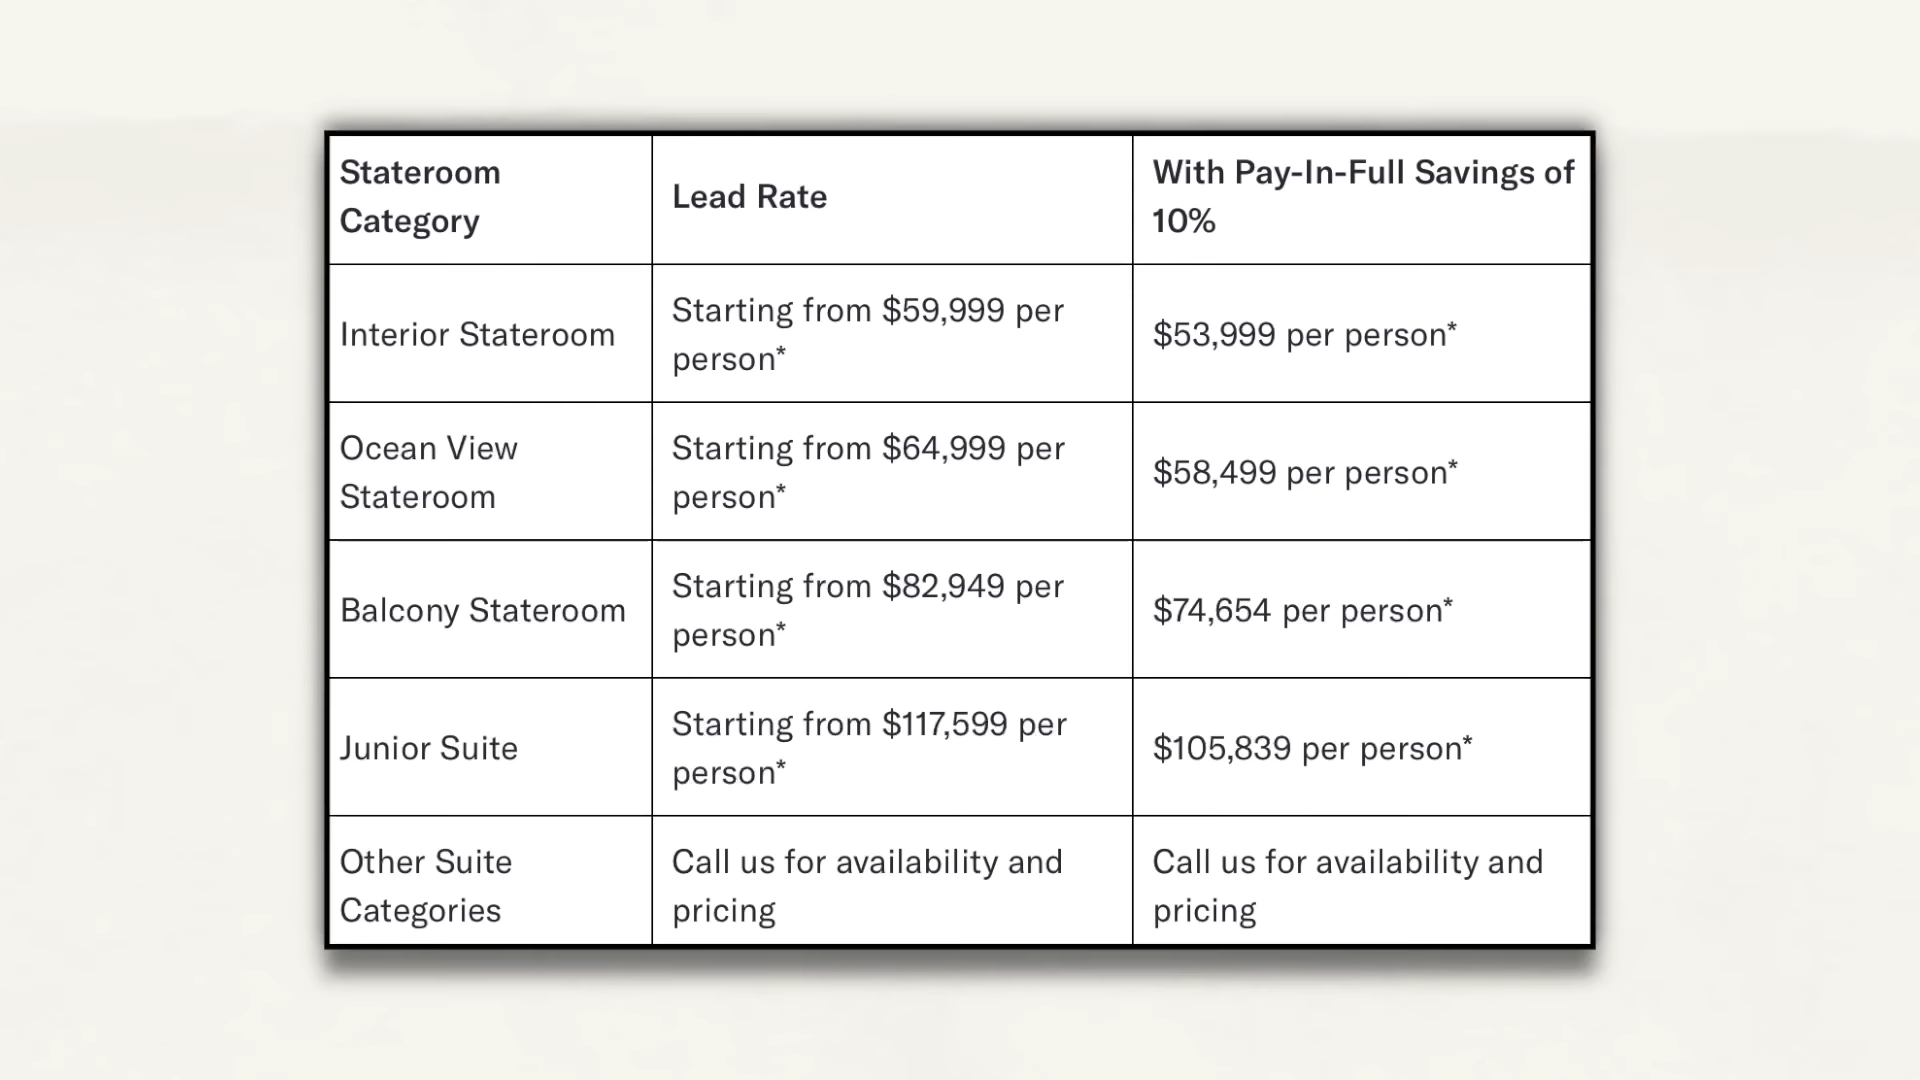 Stateroom
Category
Lead Rate
With Pay-In-Full Savings of
10%
Interior Stateroom
Starting from $59,999 per
person*
$53,999 per person*
Ocean View
Stateroom
Starting from $64,999 per
person*
$58,499 per person*
Balcony Stateroom
Starting from $82,949 per
person*
$74,654 per person*
Junior Suite
Starting from $117,599 per
person*
$105,839 per person*
Other Suite
Categories
Call us for availability and
pricing
Call us for availability and
pricing